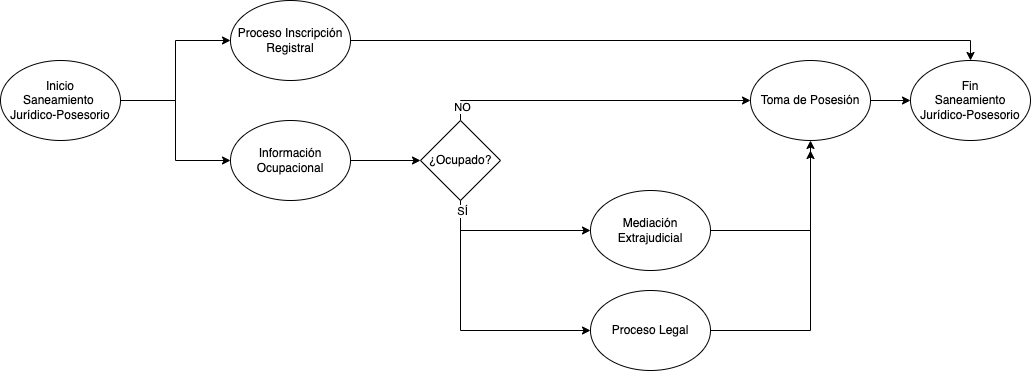 Proceso Inscripción
Registral
Inicio
Saneamiento
Jurídico-Posesorio
NO
Toma de Posesión
Fin
Saneamiento
Jurídico-Posesorio
Información
Ocupacional
¿Ocupado?
SÍ
Mediación
Extrajudicial
Proceso Legal